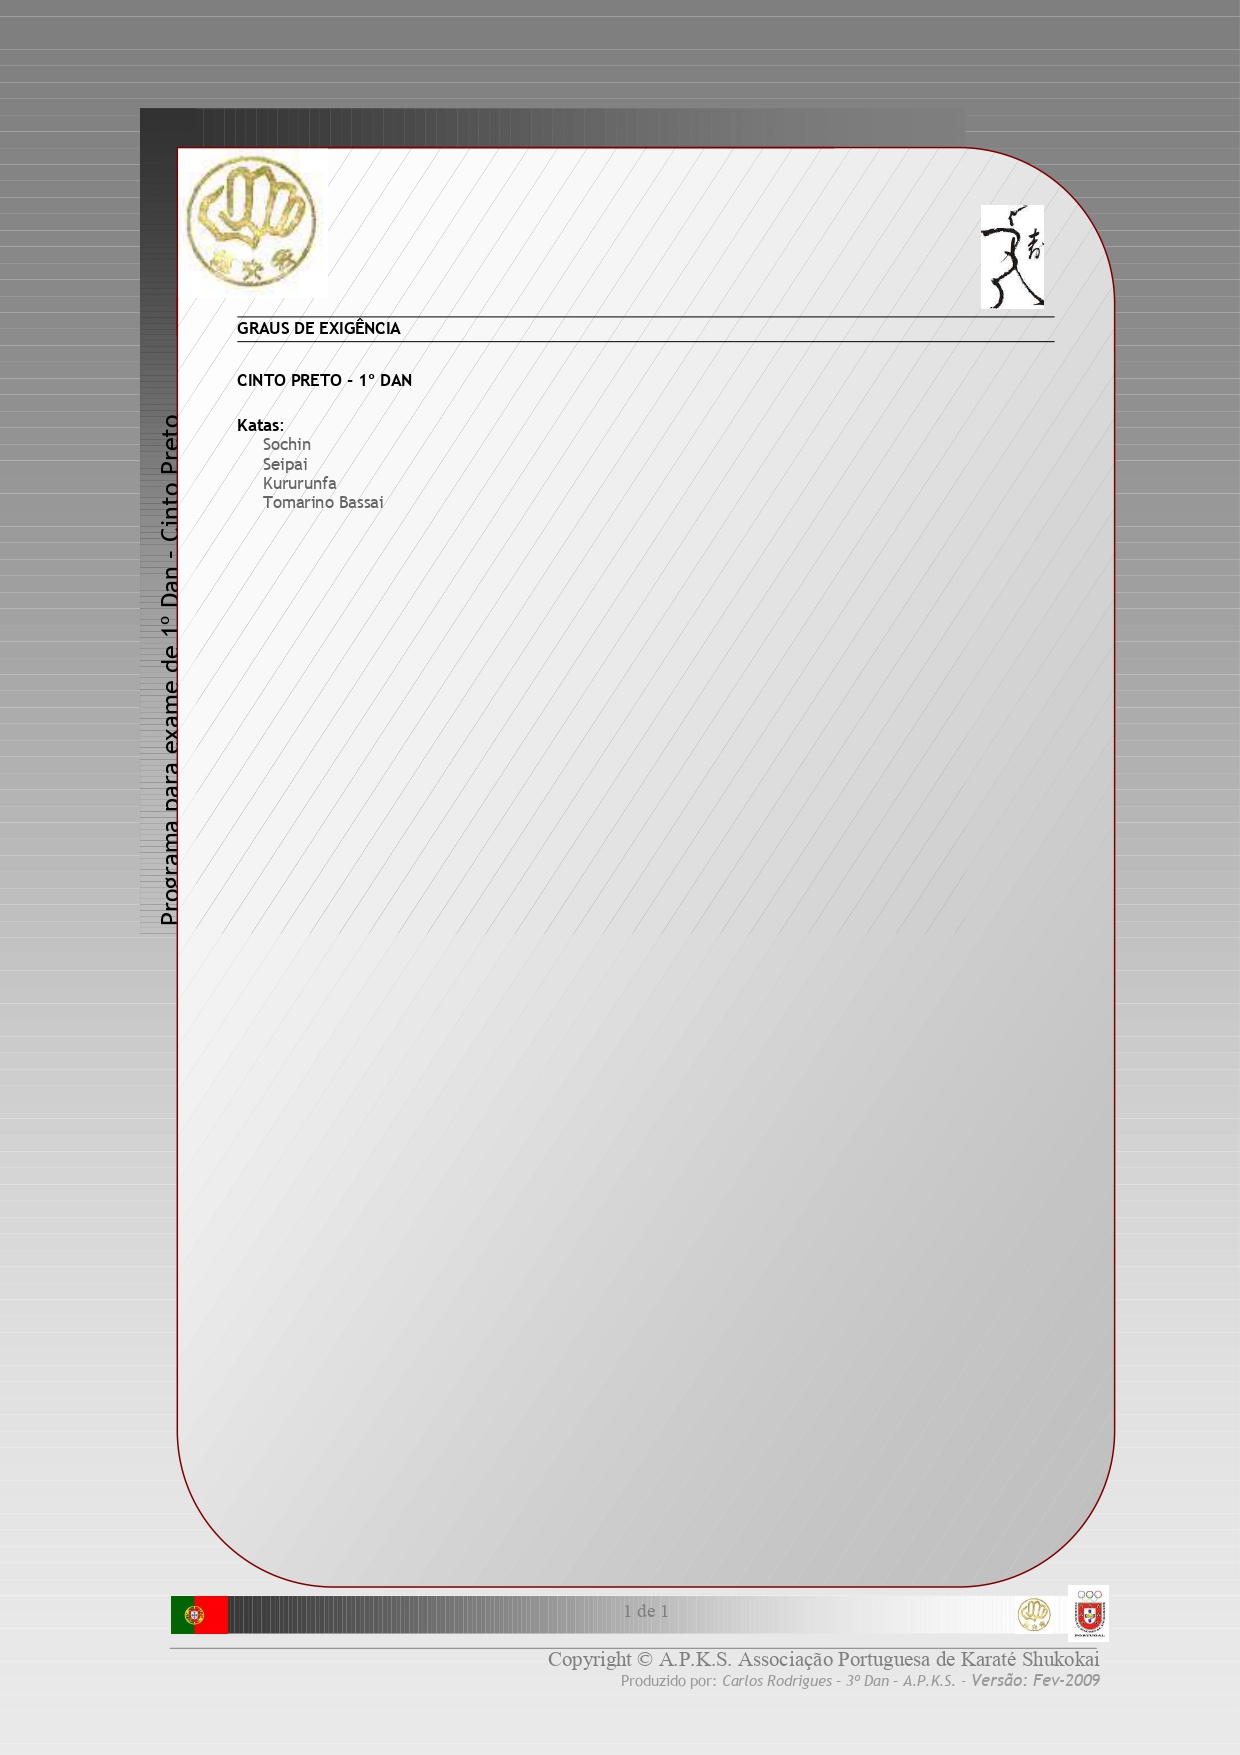 GRAUS DE EXIGÊNCIA
CINTO PRETO – 1º DAN
Katas:
Sochin
Seipai
Kururunfa
Tomarino Bassai
Programa para exame de 1º Dan - Cinto Preto
1 de 1
PORTUGAL
Copyright © A.P.K.S. Associação Portuguesa de Karaté Shukokai
Produzido por: Carlos Rodrigues – 3º Dan – A.P.K.S. - Versão: Fev-2009